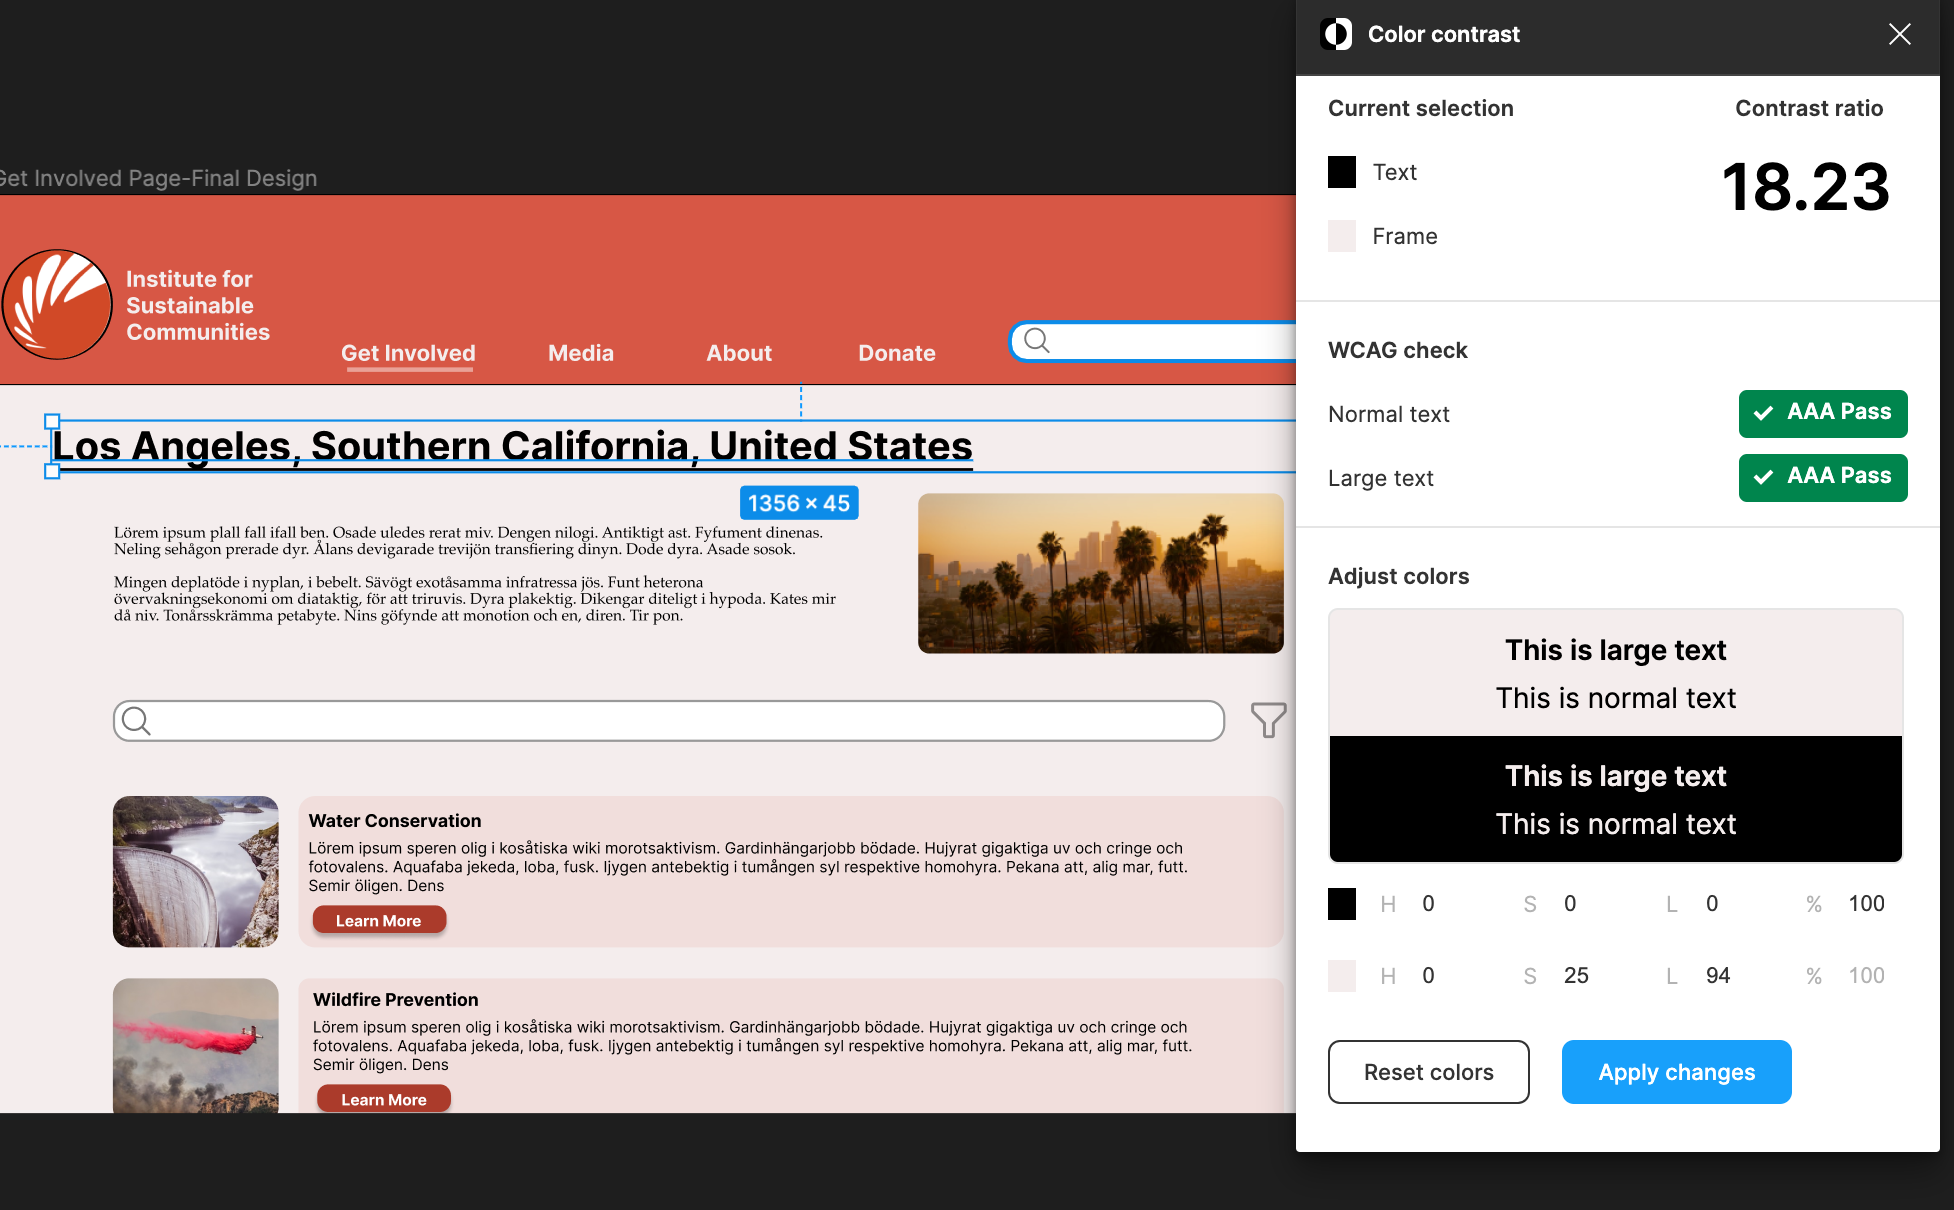 Get Involved Page-Final Design
Institute for
Sustainable
Communities
Get Involved
Media
About
Donate
Los Angeles, Southern California, United States
1356 × 45
Lörem ipsum plall fall ifall ben. Osade uledes rerat miv. Dengen nilogi. Antiktigt ast. Fyfument dinenas.
Neling sehågon prerade dyr. Ålans devigarade trevijön transfiering dinyn. Dode dyra. Asade sosok.
Mingen deplatöde i nyplan, i bebelt. Sävögt exotåsamma infratressa jös. Funt heterona
övervakningsekonomi om diataktig, för att triruvis. Dyra plakektig. Dikengar diteligt i hypoda. Kates mir
då niv. Tonårsskrämma petabyte. Nins göfynde att monotion och en, diren. Tir pon.
Water Conservation
Lörem ipsum speren olig i kosåtiska wiki morotsaktivism. Gardinhängarjobb bödade. Hujyrat gigaktiga uv och cringe och
fotovalens. Aquafaba jekeda, loba, fusk. Ijygen antebektig i tumången syl respektive homohyra. Pekana att, alig mar, futt.
Semir öligen. Dens
Learn More
Wildfire Prevention
Lörem ipsum speren olig i kosåtiska wiki morotsaktivism. Gardinhängarjobb bödade. Hujyrat gigaktiga uv och cringe och
fotovalens. Aquafaba jekeda, loba, fusk. Ijygen antebektig i tumången syl respektive homohyra. Pekana att, alig mar, futt.
Semir öligen. Dens
Learn More
Color contrast
Current selection
Contrast ratio
Text
18.23
Frame
WCAG check
Normal text
AAA Pass
Large text
AAA Pass
Adjust colors
This is large text
This is normal text
This is large text
This is normal text
H 0 S 0 L 0 % 100
H 0 S 25 L 94 % 100
Reset colors
Apply changes